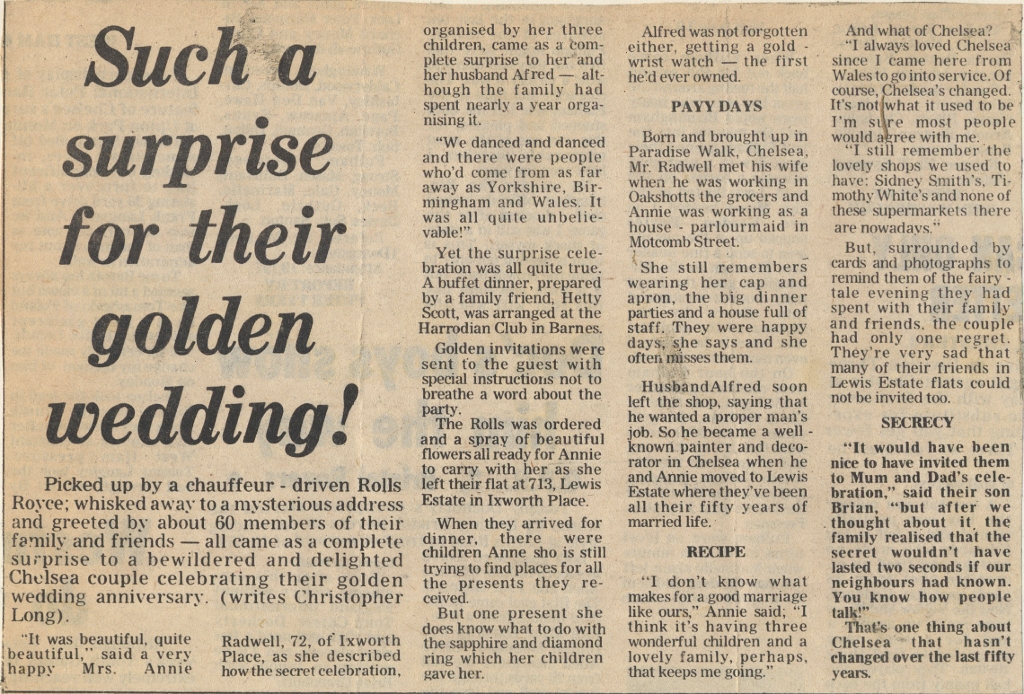 Such a
surprise
for their
golden
wedding!
Picked up by a chauffeur - driven Rolls
Royce; whisked away to a mysterious address
and greeted by about 60 members of their
family and friends — all came as a complete
surprise to a bewildered and delighted
Chelsea couple celebrating their golden
wedding anniversary. (writes Christopher
Long).
"It was beautiful, quite
beautiful," said a very
happy Mrs. Annie
Radwell, 72, of Ixworth
Place, as she described
how the secret celebration,
organised by her three
children, came as a com-
plete surprise to her and
her husband Afred — alt-
hough the family had
spent nearly a year orga-
nising it.
"We danced and danced
and there were people
who'd come from as far
away as Yorkshire, Bir-
mingham and Wales. It
was all quite unbelie-
vable!"
Yet the surprise cele-
bration was all quite true.
A buffet dinner, prepared
by a family friend, Hetty
Scott, was arranged at the
Harrodian Club in Barnes.
Golden invitations were
sent to the guest with
special instructions not to
breathe a word about the
party.
The Rolls was ordered
and a spray of beautiful
flowers all ready for Annie
to carry with her as she
left their flat at 713, Lewis
Estate in Ixworth Place.
When they arrived for
dinner, there were
children Anne sho is still
trying to find places for all
the presents they re-
ceived.
But one present she
does know what to do with
the sapphire and diamond
ring which her children
gave her.
Alfred was not forgotten
either, getting a gold -
wrist watch — the first
he'd ever owned.
PAYY DAYS
Born and brought up in
Paradise Walk, Chelsea,
Mr. Radwell met his wife
when he was working in
Oakshotts the grocers and
Annie was working as a
house - parlourmaid in
Motcomb Street.
She still remembers
wearing her cap and
apron, the big dinner
parties and a house full of
staff. They were happy
days, she says and she
often misses them.
Husband Alfred soon
left the shop, saying that
he wanted a proper man's
job. So he became a well -
known painter and deco-
rator in Chelsea when he
and Annie moved to Lewis
Estate where they've been
all their fifty years of
married life.
RECIPE
"I don't know what
makes for a good marriage
like ours," Annie said, "I
think it's having three
wonderful children and a
lovely family, perhaps,
that keeps me going."
And what of Chelsea?
"I always loved Chelsea
since I came here from
Wales to go into service. Of
course, Chelsea's changed.
It's not what it used to be
I'm sure most people
would agree with me.
"I still remember the
lovely shops we used to
have: Sidney Smith's, Ti-
mothy White's and none of
these supermarkets there
are nowadays."
But, surrounded by
cards and photographs to
remind them of the fairy -
tale evening they had
spent with their family
and friends, the couple
had only one regret.
They're very sad that
many of their friends in
Lewis Estate flats could
not be invited too.
SECRECY
"It would have been
nice to have invited them
to Mum and Dad's cele-
bration," said their son
Brian, "but after we
thought about it the
family realised that the
secret wouldn't have
lasted two seconds if our
neighbours had known.
You know how people
talk!"
That's one thing about
Chelsea that hasn't
changed over the last fifty
years.